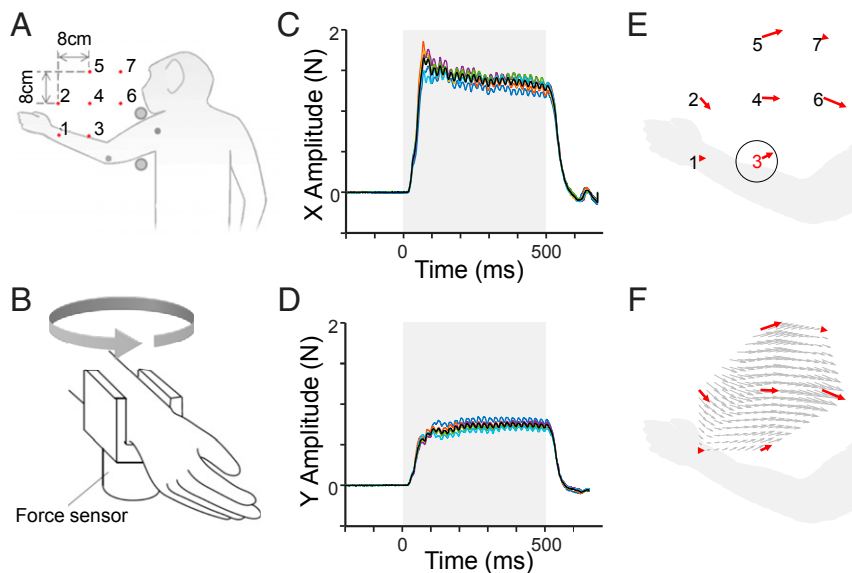 A
8cm
8cm
5 7
2 4 6
1 3
B
Force sensor
C
X Amplitude (N)
2
0
0 500
Time (ms)
D
Y Amplitude (N)
2
0
0 500
Time (ms)
E
5 7
2 4 6
1 3
F